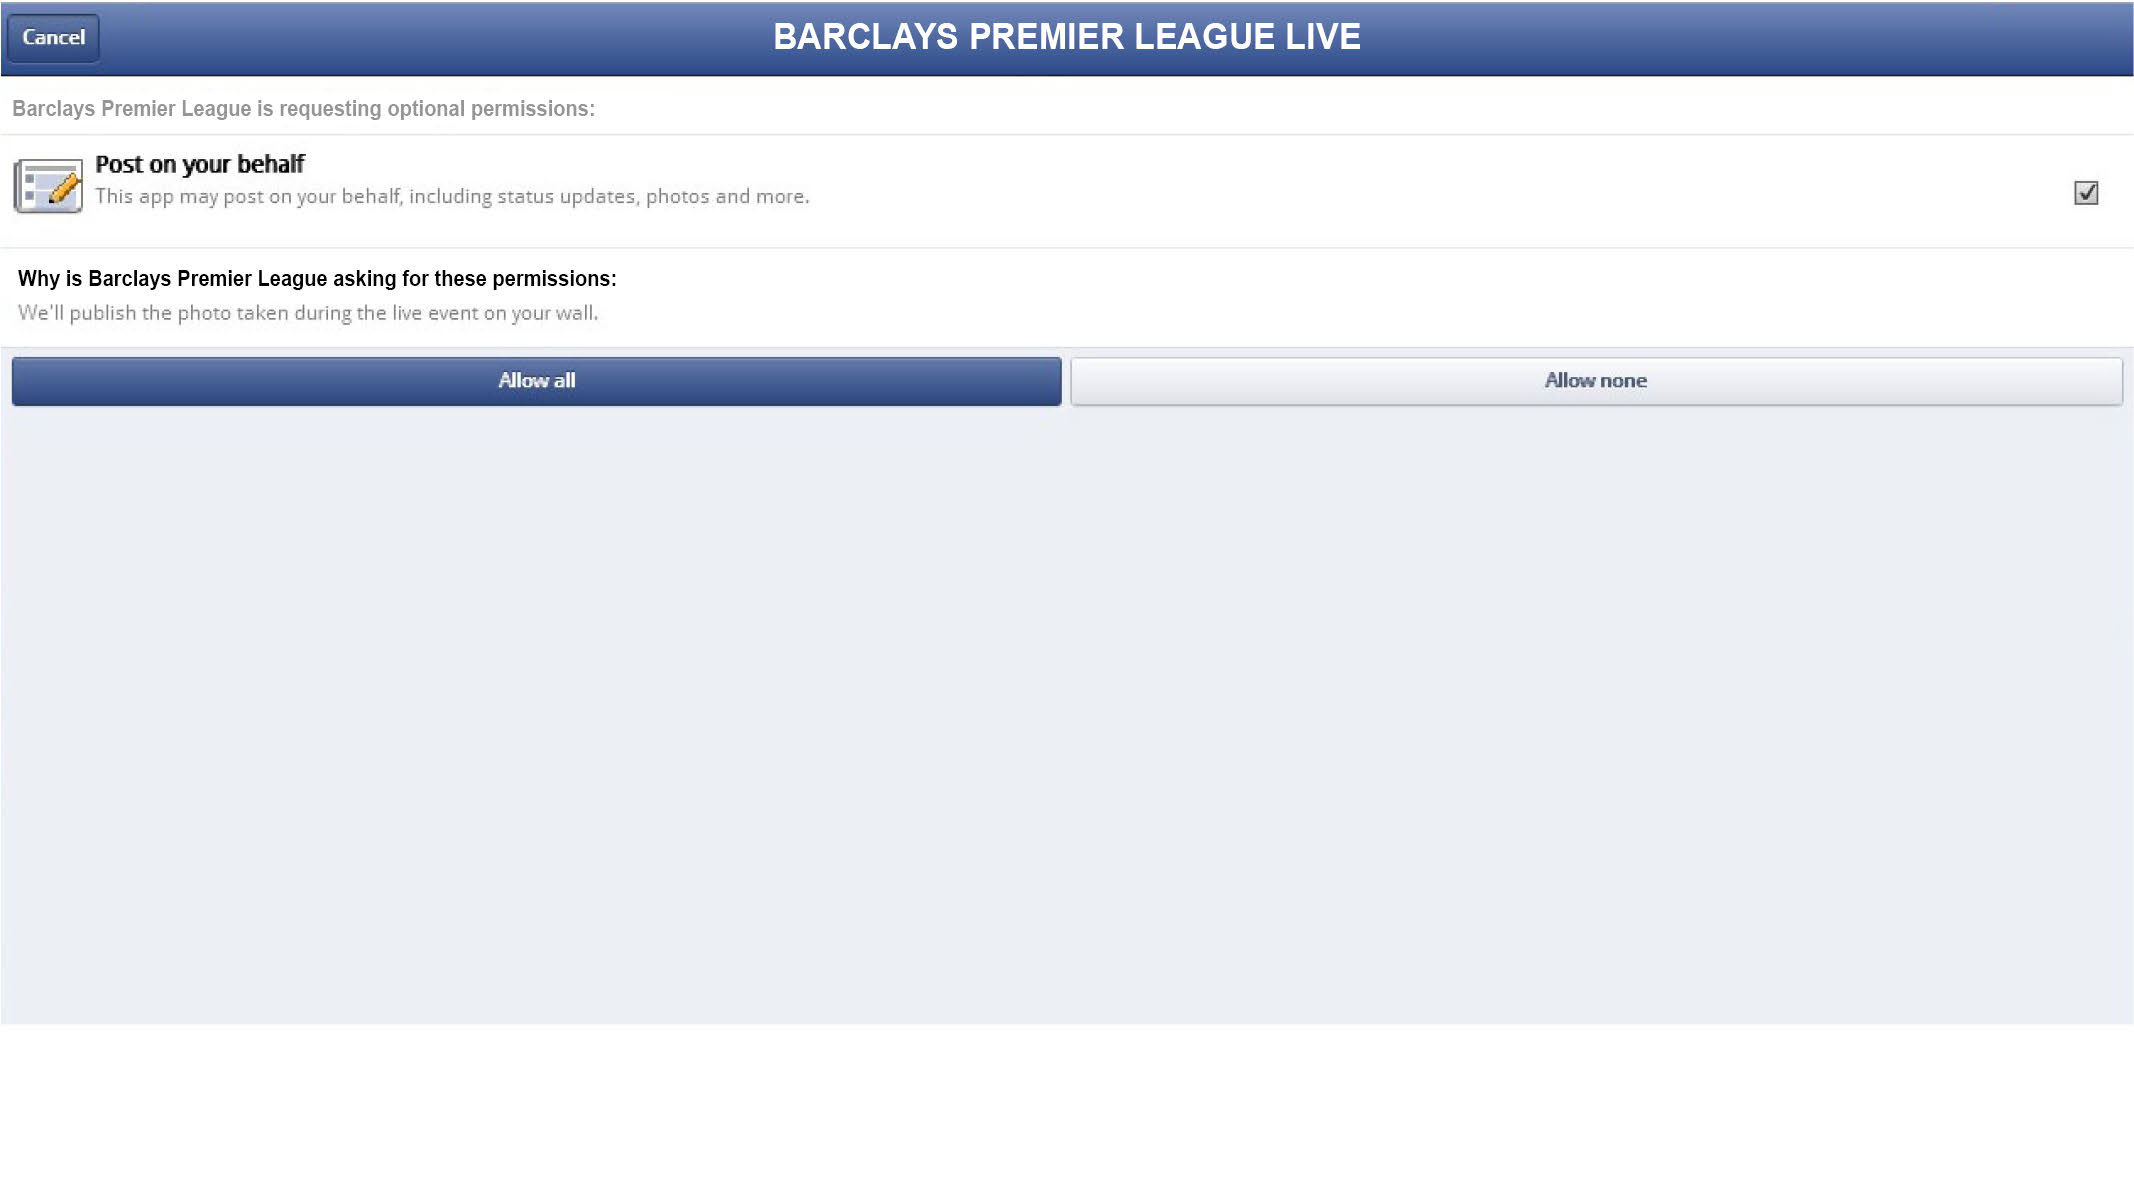 Cancel
BARCLAYS PREMIER LEAGUE LIVE
Barclays Premier League is requesting optional permissions:
Post on your behalf
This app may post on your behalf, including status updates, photos and more.
Why is Barclays Premier League asking for these permissions:
We'll publish the photo taken during the live event on your wall.
Allow all
Allow none